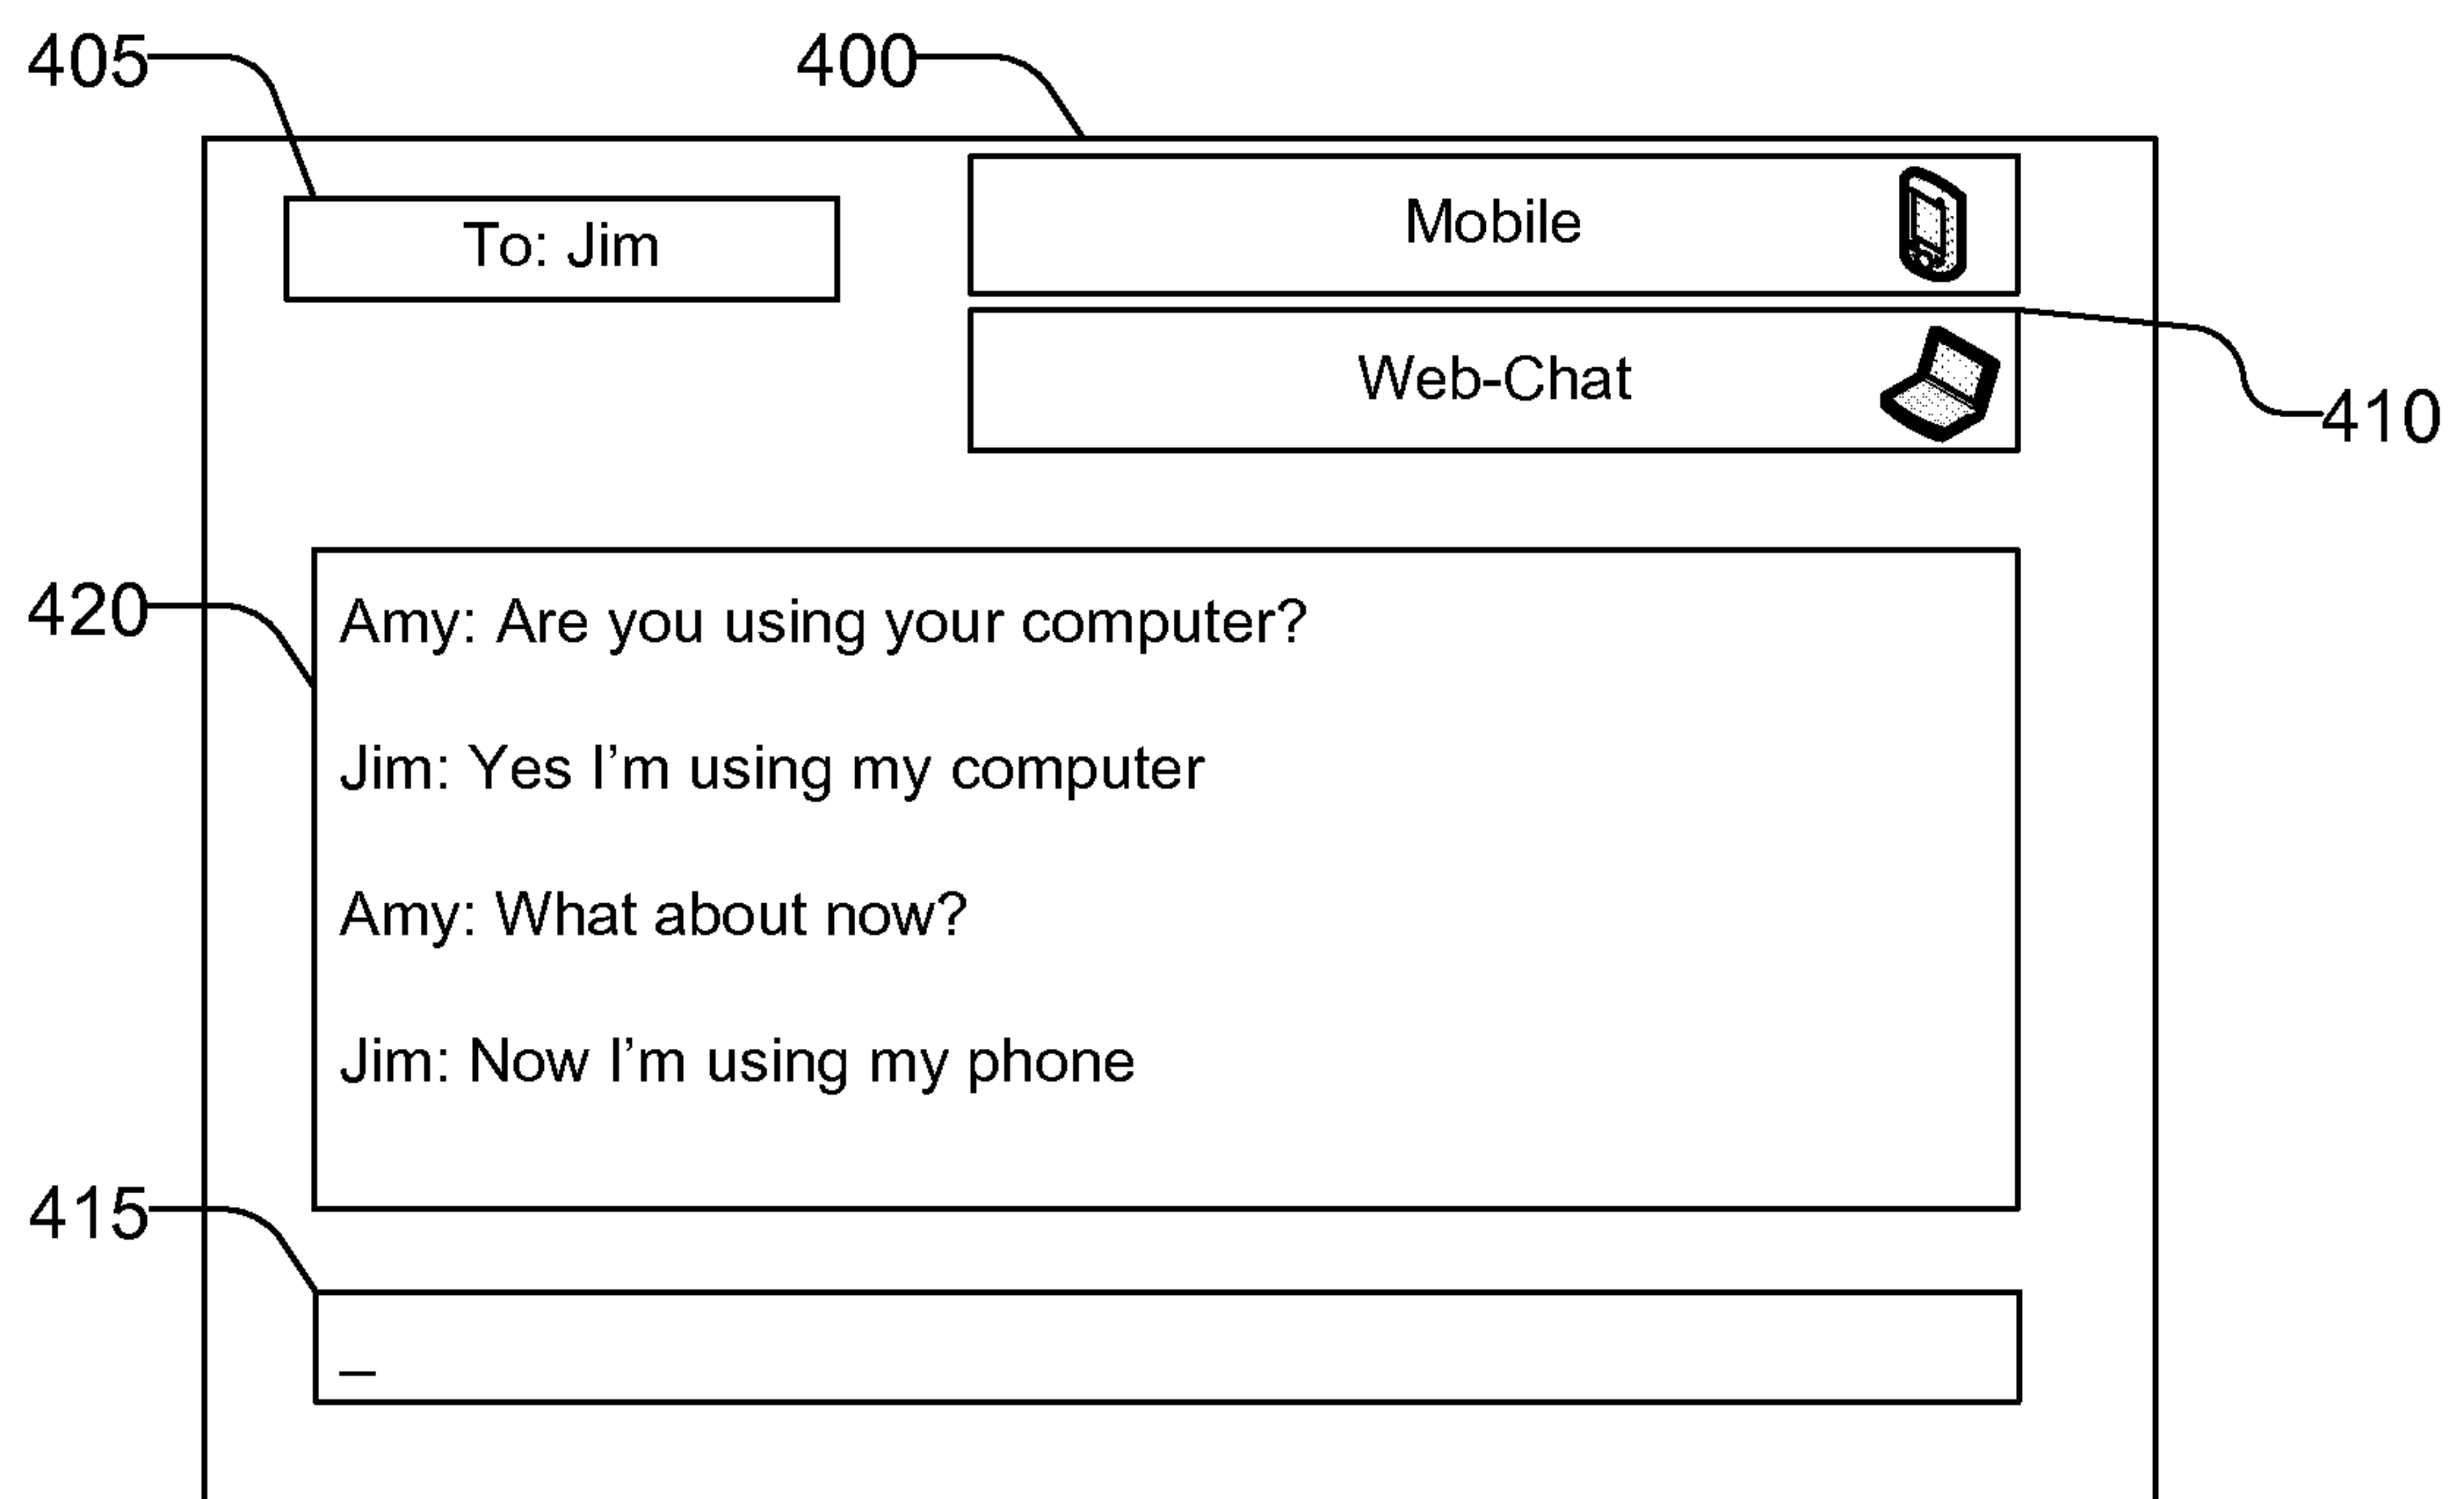 405
400
To: Jim
Mobile
Web-Chat
410
420
Amy: Are you using your computer?
Jim: Yes I’m using my computer
Amy: What about now?
Jim: Now I’m using my phone
415
_